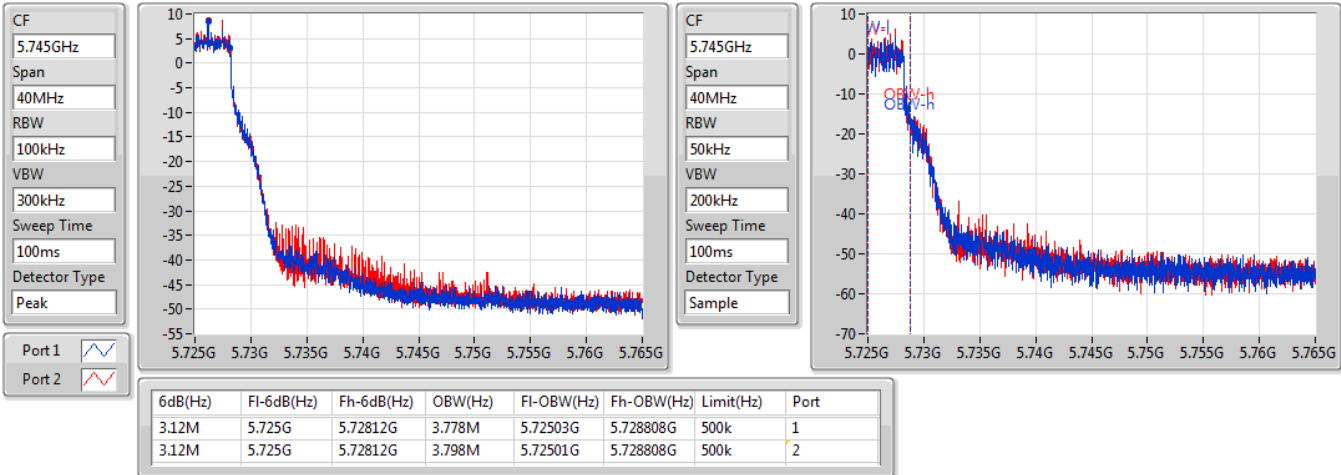 CF
5.745GHz
Span
40MHz
RBW
100kHz
VBW
300kHz
Sweep Time
100ms
Detector Type
Peak
Port 1
Port 2
10
5
0
-5
-10
-15
-20
-25
-30
-35
-40
-45
-50
-55
5.725G 5.73G 5.735G 5.74G 5.745G 5.75G 5.755G 5.76G 5.765G
CF
5.745GHz
Span
40MHz
RBW
50kHz
VBW
200kHz
Sweep Time
100ms
Detector Type
Sample
10
0
-10
-20
-30
-40
-50
-60
-70
OBW-h
OBW-h
5.725G 5.73G 5.735G 5.74G 5.745G 5.75G 5.755G 5.76G 5.765G
6dB(Hz) Fl-6dB(Hz) Fh-6dB(Hz) OBW(Hz) Fl-OBW(Hz) Fh-OBW(Hz) Limit(Hz) Port
3.12M 5.725G 5.72812G 3.778M 5.72503G 5.728808G 500k 1
3.12M 5.725G 5.72812G 3.798M 5.72501G 5.728808G 500k 2